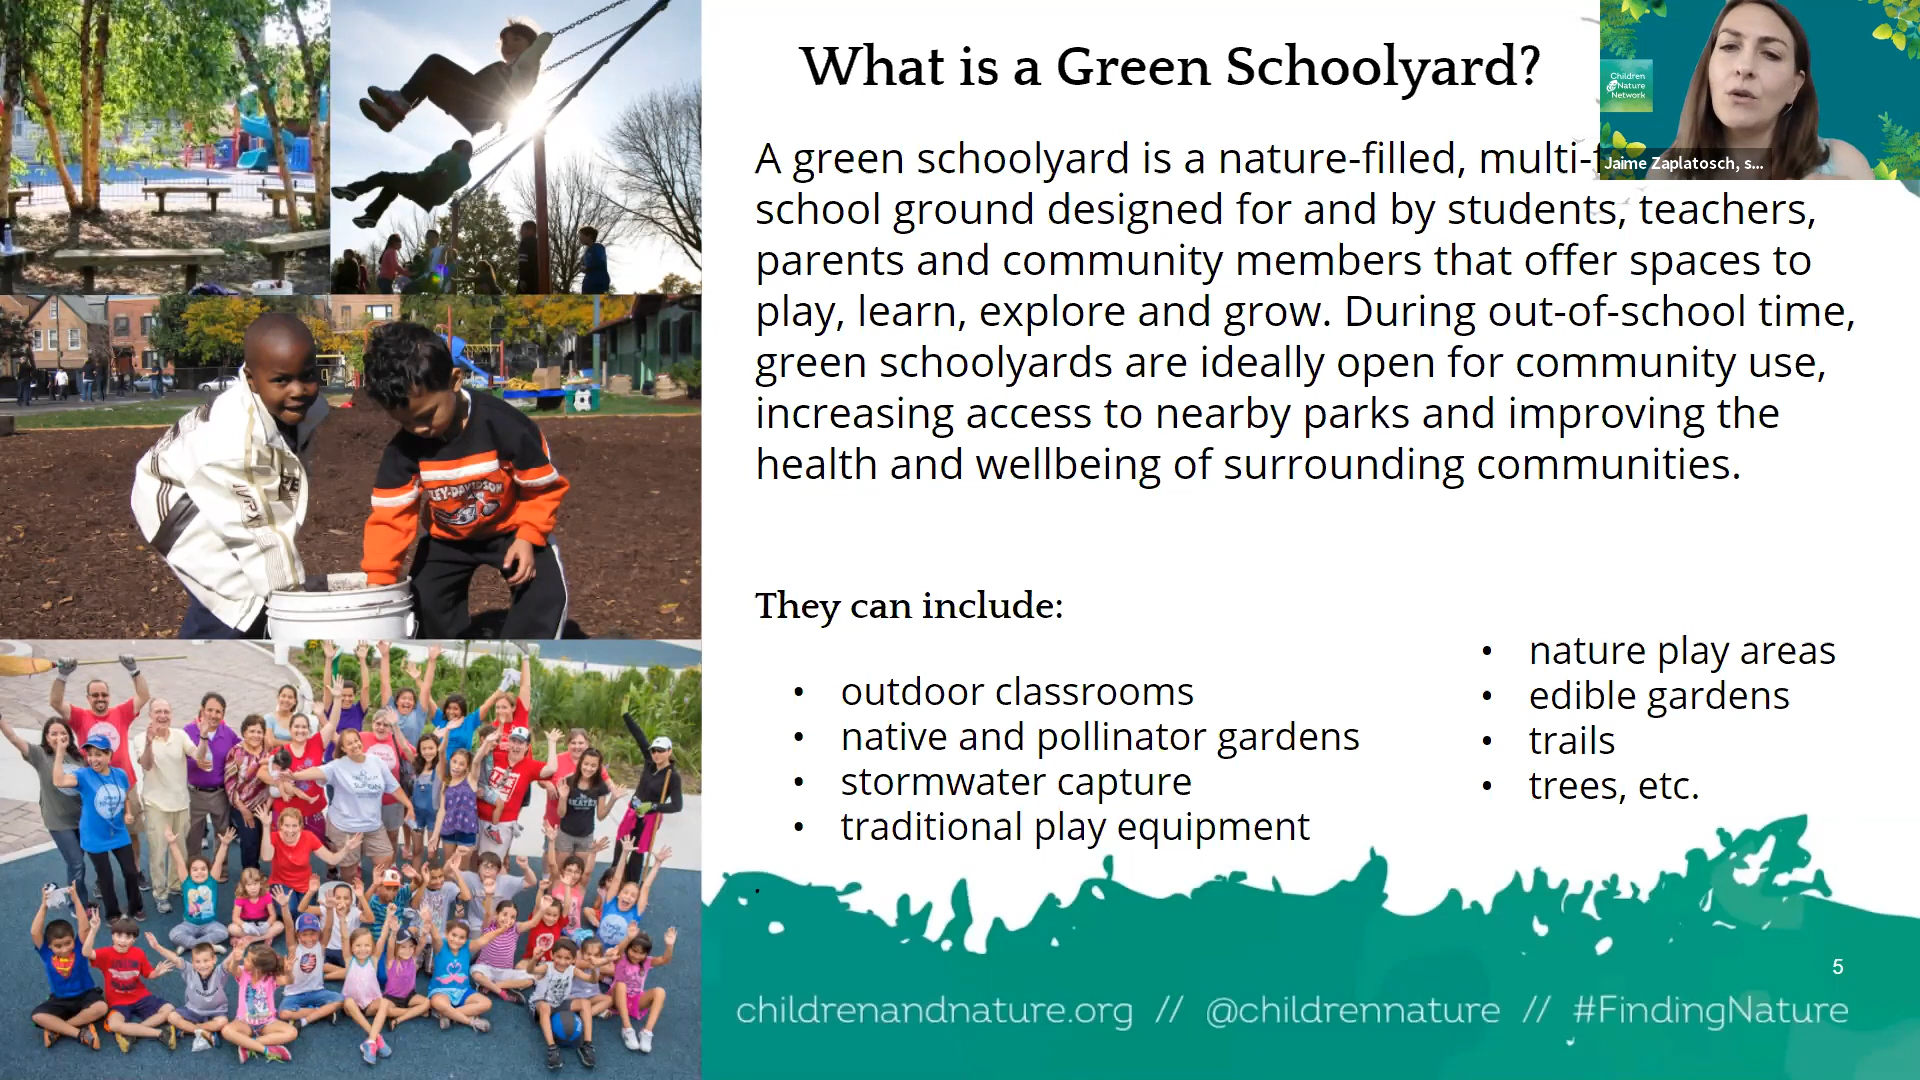 What is a Green Schoolyard?
Children
& Nature
Network
Jaime Zaplatosch, s...
A green schoolyard is a nature-filled, multi-
school ground designed for and by students, teachers,
parents and community members that offer spaces to
play, learn, explore and grow. During out-of-school time,
green schoolyards are ideally open for community use,
increasing access to nearby parks and improving the
health and wellbeing of surrounding communities.
They can include:
• outdoor classrooms
• native and pollinator gardens
• stormwater capture
• traditional play equipment
• nature play areas
• edible gardens
• trails
• trees, etc.
.
5
childrenandnature.org // @childrennature // #FindingNature
LEY-DAVIDSON